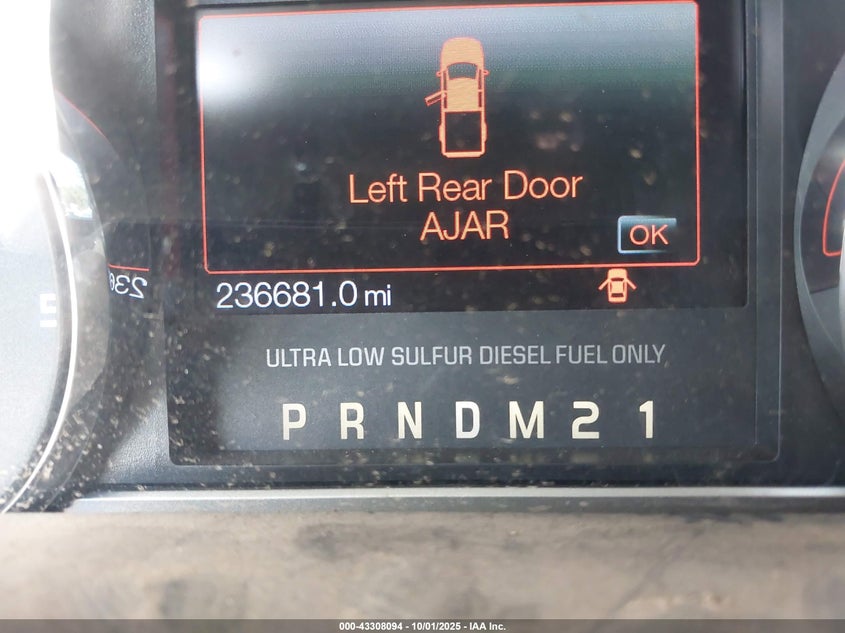 Left Rear Door
AJAR
OK
236681.0 mi
ULTRA LOW SULFUR DIESEL FUEL ONLY
P R N D M 2 1
000-43308094 - 10/01/2025 - IAA Inc.